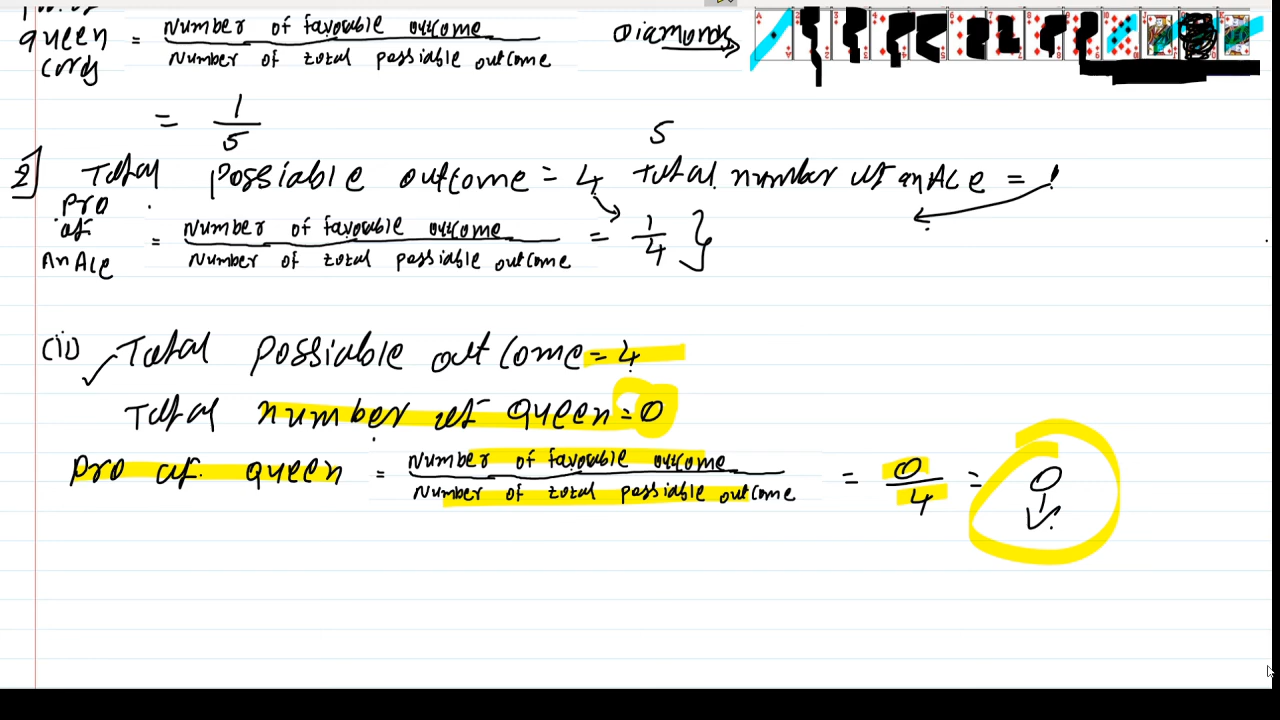 queen = Number of favouble outcome Diamonds
cards Number of total possiable outcome
= 1/5
5
2] Total possiable outcome = 4 total number of an Ace = 1
pro of An Ace = Number of favouble outcome / Number of total possiable outcome = 1/4 }
(ii) Total possiable outcome = 4
Total number of queen = 0
pro of queen = Number of favouble outcome / Number of total possiable outcome = 0/4 = 0